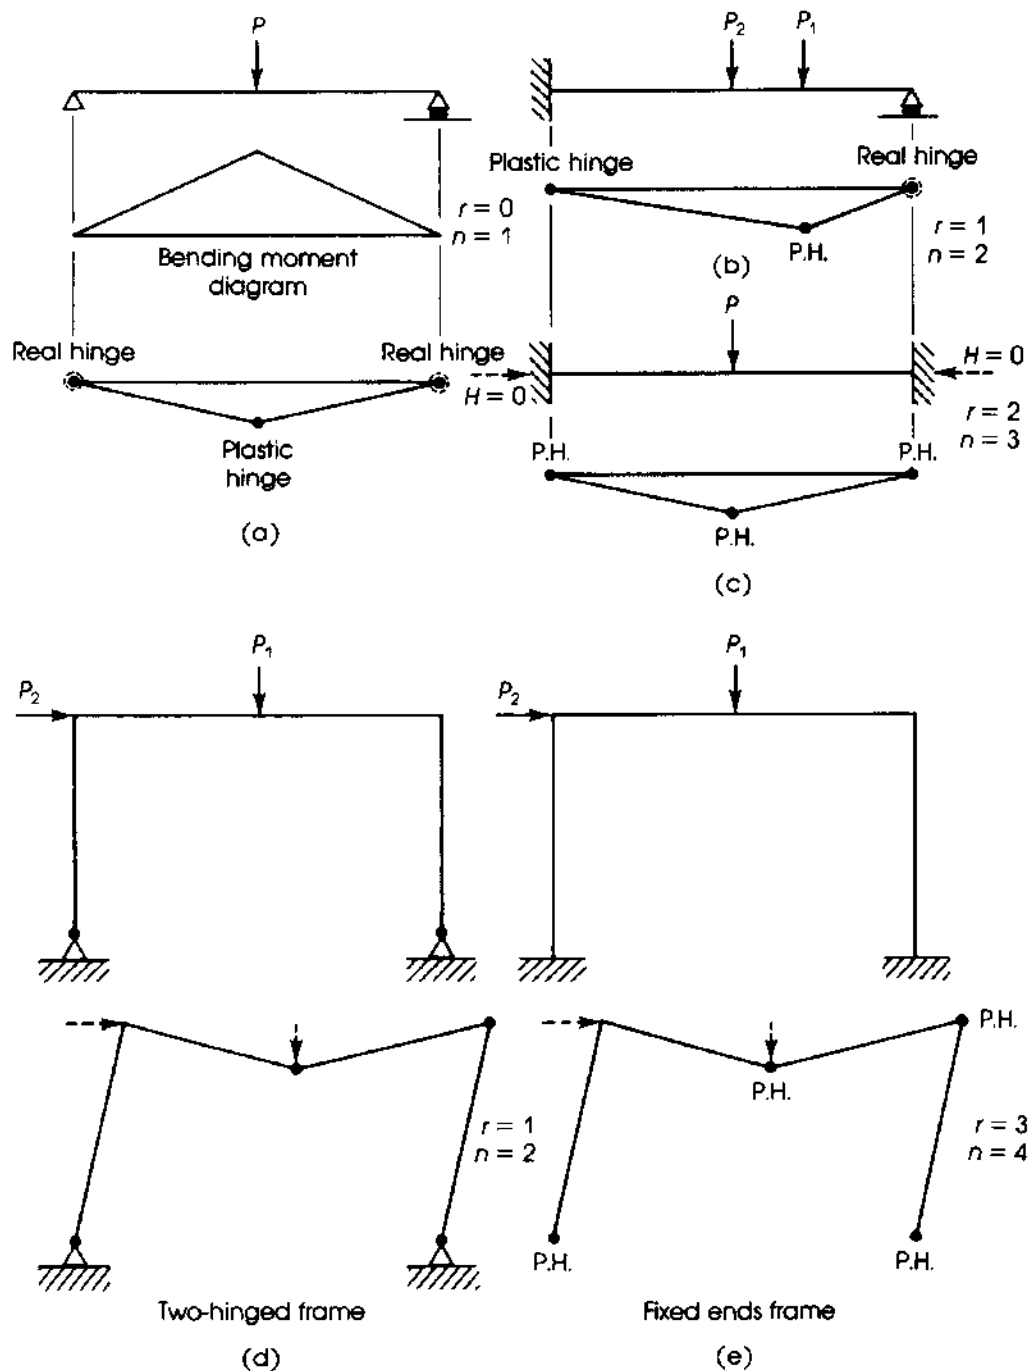 P
Bending moment
diagram
r = 0
n = 1
Real hinge
Real hinge
Plastic
hinge
(a)
P₂
P₁
Plastic hinge
Real hinge
P.H.
r = 1
n = 2
(b)
P
H = 0
H = 0
r = 2
n = 3
P.H.
P.H.
P.H.
(c)
P₁
P₂
r = 1
n = 2
Two-hinged frame
(d)
P₁
P₂
P.H.
P.H.
r = 3
n = 4
P.H.
P.H.
Fixed ends frame
(e)